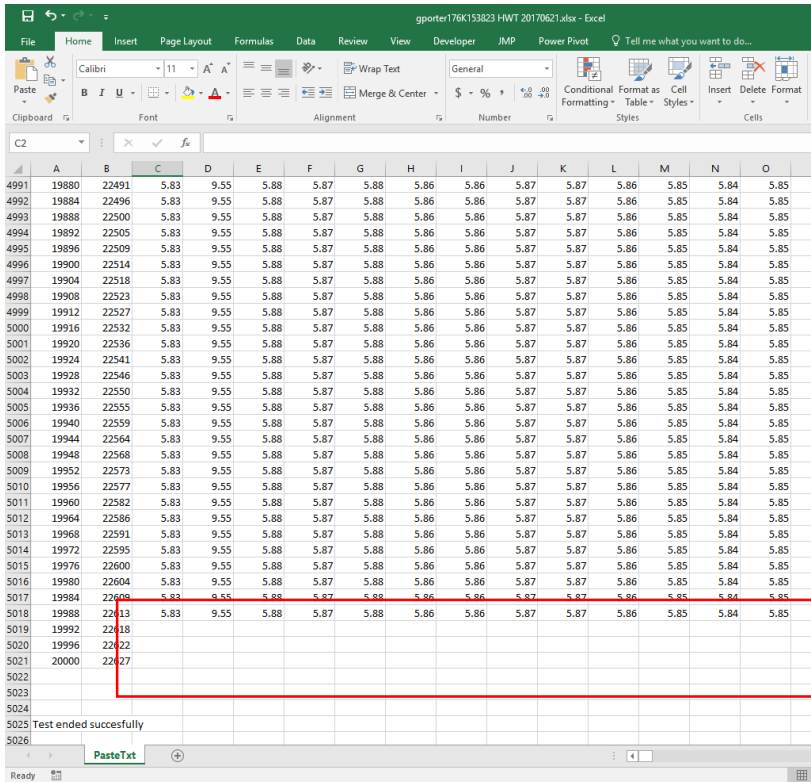 gporter176K153823 HWT 20170621.xlsx - Excel
File Home Insert Page Layout Formulas Data Review View Developer JMP Power Pivot Tell me what you want to do...
Calibri 11 A A Wrap Text General
Paste B I U A Merge & Center $ % , .0 .00 .00 .0 Conditional Formatting Format as Table Cell Styles Insert Delete Format
Clipboard Font Alignment Number Styles Cells
C2 fx
A B C D E F G H I J K L M N O
4991 19880 22491 5.83 9.55 5.88 5.87 5.88 5.86 5.86 5.87 5.87 5.86 5.85 5.84 5.85
4992 19884 22496 5.83 9.55 5.88 5.87 5.88 5.86 5.86 5.87 5.87 5.86 5.85 5.84 5.85
4993 19888 22500 5.83 9.55 5.88 5.87 5.88 5.86 5.86 5.87 5.87 5.86 5.85 5.84 5.85
4994 19892 22505 5.83 9.55 5.88 5.87 5.88 5.86 5.86 5.87 5.87 5.86 5.85 5.84 5.85
4995 19896 22509 5.83 9.55 5.88 5.87 5.88 5.86 5.86 5.87 5.87 5.86 5.85 5.84 5.85
4996 19900 22514 5.83 9.55 5.88 5.87 5.88 5.86 5.86 5.87 5.87 5.86 5.85 5.84 5.85
4997 19904 22518 5.83 9.55 5.88 5.87 5.88 5.86 5.86 5.87 5.87 5.86 5.85 5.84 5.85
4998 19908 22523 5.83 9.55 5.88 5.87 5.88 5.86 5.86 5.87 5.87 5.86 5.85 5.84 5.85
4999 19912 22527 5.83 9.55 5.88 5.87 5.88 5.86 5.86 5.87 5.87 5.86 5.85 5.84 5.85
5000 19916 22532 5.83 9.55 5.88 5.87 5.88 5.86 5.86 5.87 5.87 5.86 5.85 5.84 5.85
5001 19920 22536 5.83 9.55 5.88 5.87 5.88 5.86 5.86 5.87 5.87 5.86 5.85 5.84 5.85
5002 19924 22541 5.83 9.55 5.88 5.87 5.88 5.86 5.86 5.87 5.87 5.86 5.85 5.84 5.85
5003 19928 22546 5.83 9.55 5.88 5.87 5.88 5.86 5.86 5.87 5.87 5.86 5.85 5.84 5.85
5004 19932 22550 5.83 9.55 5.88 5.87 5.88 5.86 5.86 5.87 5.87 5.86 5.85 5.84 5.85
5005 19936 22555 5.83 9.55 5.88 5.87 5.88 5.86 5.86 5.87 5.87 5.86 5.85 5.84 5.85
5006 19940 22559 5.83 9.55 5.88 5.87 5.88 5.86 5.86 5.87 5.87 5.86 5.85 5.84 5.85
5007 19944 22564 5.83 9.55 5.88 5.87 5.88 5.86 5.86 5.87 5.87 5.86 5.85 5.84 5.85
5008 19948 22568 5.83 9.55 5.88 5.87 5.88 5.86 5.86 5.87 5.87 5.86 5.85 5.84 5.85
5009 19952 22573 5.83 9.55 5.88 5.87 5.88 5.86 5.86 5.87 5.87 5.86 5.85 5.84 5.85
5010 19956 22577 5.83 9.55 5.88 5.87 5.88 5.86 5.86 5.87 5.87 5.86 5.85 5.84 5.85
5011 19960 22582 5.83 9.55 5.88 5.87 5.88 5.86 5.86 5.87 5.87 5.86 5.85 5.84 5.85
5012 19964 22586 5.83 9.55 5.88 5.87 5.88 5.86 5.86 5.87 5.87 5.86 5.85 5.84 5.85
5013 19968 22591 5.83 9.55 5.88 5.87 5.88 5.86 5.86 5.87 5.87 5.86 5.85 5.84 5.85
5014 19972 22595 5.83 9.55 5.88 5.87 5.88 5.86 5.86 5.87 5.87 5.86 5.85 5.84 5.85
5015 19976 22600 5.83 9.55 5.88 5.87 5.88 5.86 5.86 5.87 5.87 5.86 5.85 5.84 5.85
5016 19980 22604 5.83 9.55 5.88 5.87 5.88 5.86 5.86 5.87 5.87 5.86 5.85 5.84 5.85
5017 19984 22609 5.83 9.55 5.88 5.87 5.88 5.86 5.86 5.87 5.87 5.86 5.85 5.84 5.85
5018 19988 22613 5.83 9.55 5.88 5.87 5.88 5.86 5.86 5.87 5.87 5.86 5.85 5.84 5.85
5019 19992 22618
5020 19996 22622
5021 20000 22627
5022
5023
5024
5025 Test ended succesfully
5026
PasteTxt
Ready